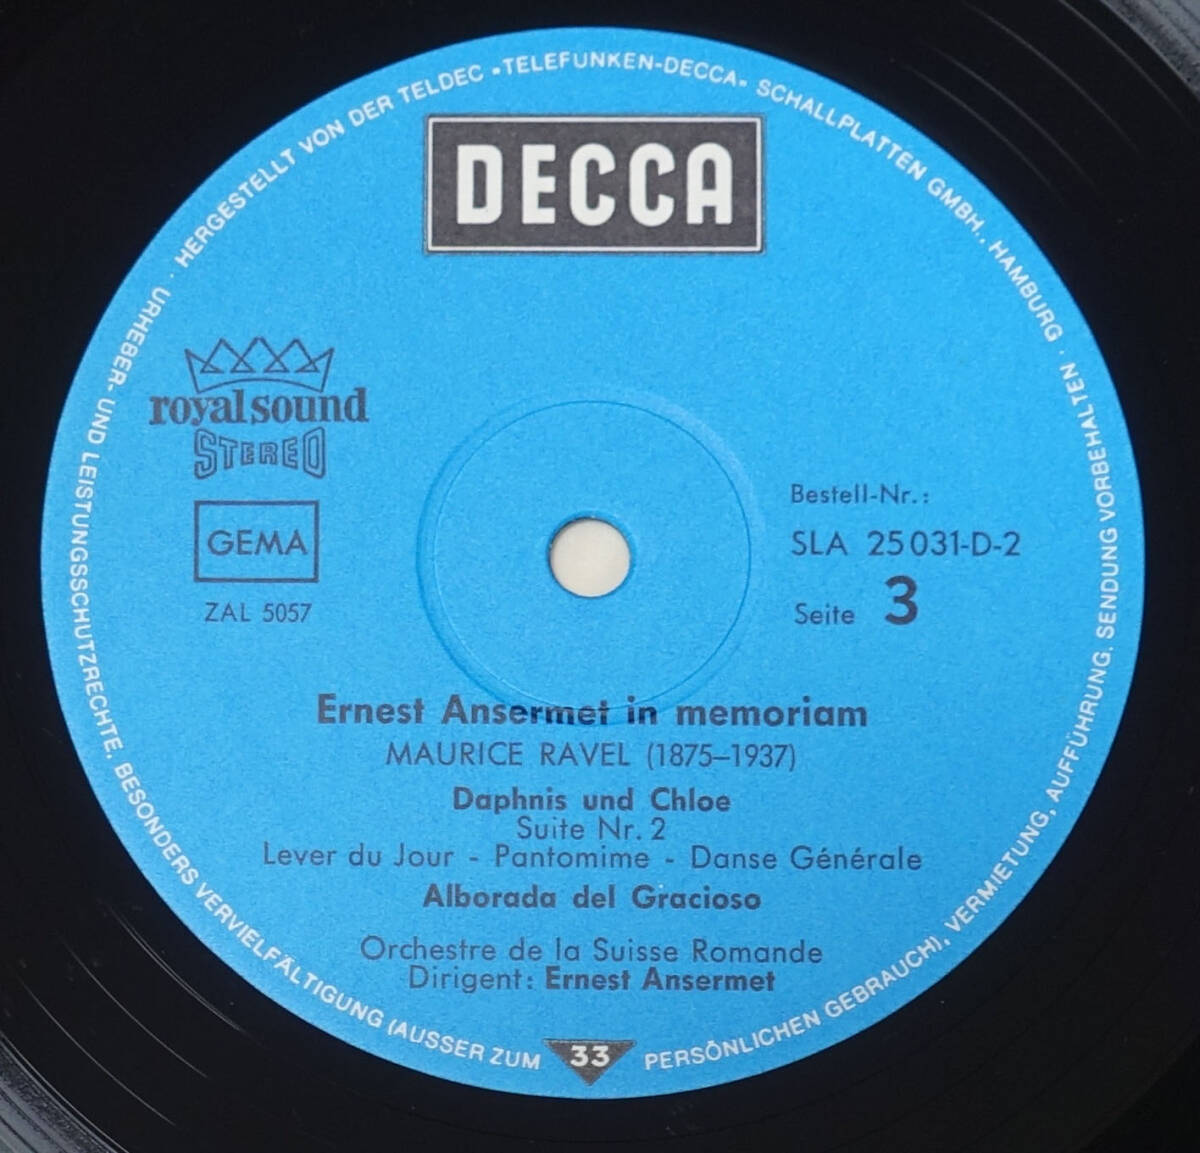 HERGESTELLT VON DER TELDEC »TELEFUNKEN-DECCA« SCHALLPLATTEN GMBH., HAMBURG · URHEBER- UND LEISTUNGSSCHUTZRECHTE, BESONDERS VERVIELFÄLTIGUNG (AUSSER ZUM PERSÖNLICHEN GEBRAUCH), VERMIETUNG, AUFFÜHRUNG, SENDUNG VORBEHALTEN ·
DECCA
royalsound
STEREO
GEMA
ZAL 5057
Bestell-Nr.:
SLA 25 031-D-2
Seite 3
Ernest Ansermet in memoriam
MAURICE RAVEL (1875–1937)
Daphnis und Chloe
Suite Nr. 2
Lever du Jour - Pantomime - Danse Générale
Alborada del Gracioso
Orchestre de la Suisse Romande
Dirigent: Ernest Ansermet
33